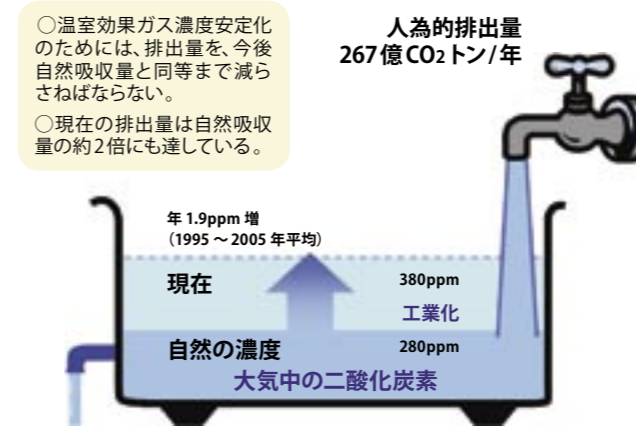 ○温室効果ガス濃度安定化
のためには、排出量を、今後
自然吸収量と同等まで減ら
さねばならない。
○現在の排出量は自然吸収
量の約2倍にも達している。
人為的排出量
267億CO2トン/年
年1.9ppm 増
（1995 ～ 2005 年平均）
現在
380ppm
工業化
自然の濃度
280ppm
大気中の二酸化炭素